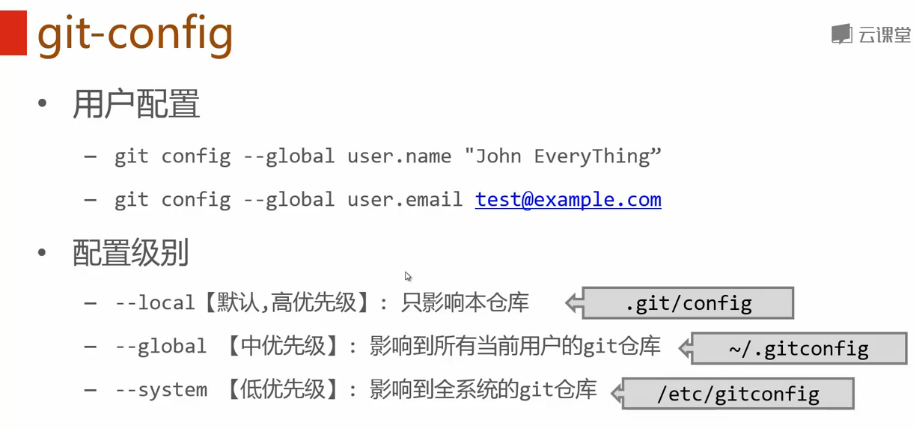 git-config
云课堂
• 用户配置
– git config --global user.name "John EveryThing”
– git config --global user.email test@example.com
• 配置级别
– --local【默认,高优先级】: 只影响本仓库 .git/config
– --global 【中优先级】: 影响到所有当前用户的git仓库 ~/.gitconfig
– --system 【低优先级】: 影响到全系统的git仓库 /etc/gitconfig